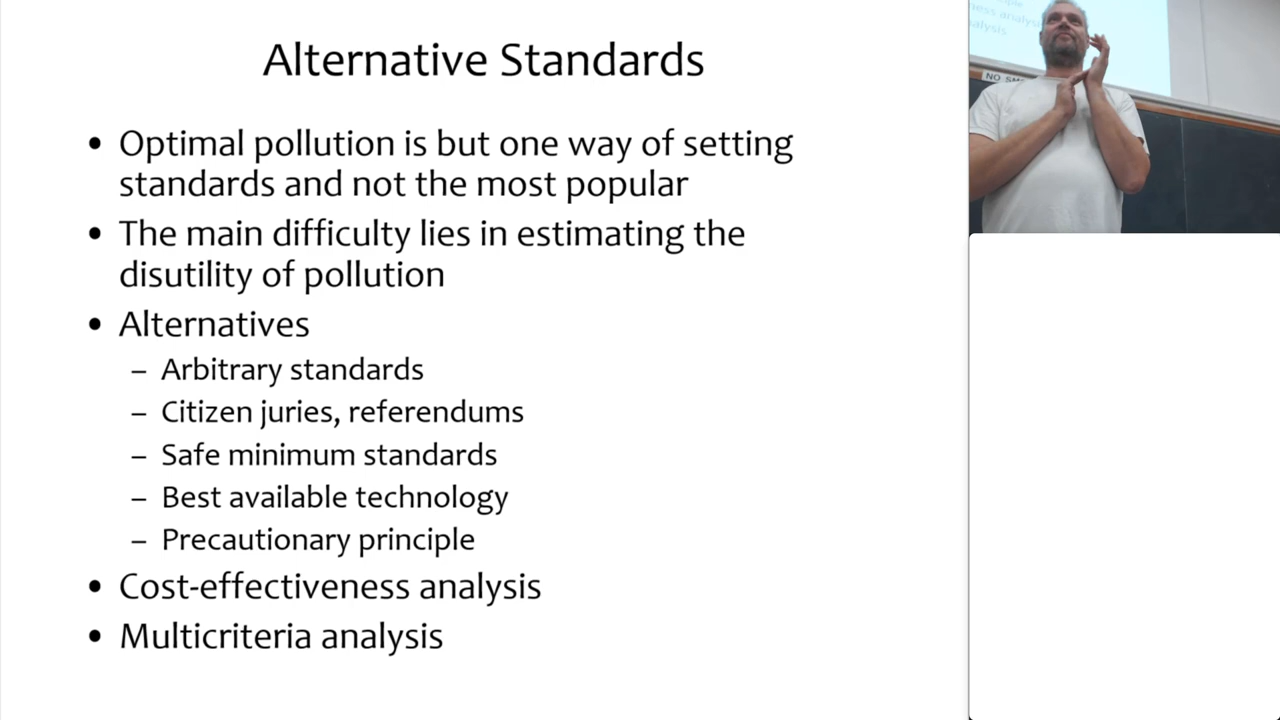 Alternative Standards
• Optimal pollution is but one way of setting
standards and not the most popular
• The main difficulty lies in estimating the
disutility of pollution
• Alternatives
– Arbitrary standards
– Citizen juries, referendums
– Safe minimum standards
– Best available technology
– Precautionary principle
• Cost-effectiveness analysis
• Multicriteria analysis
analysis
NO